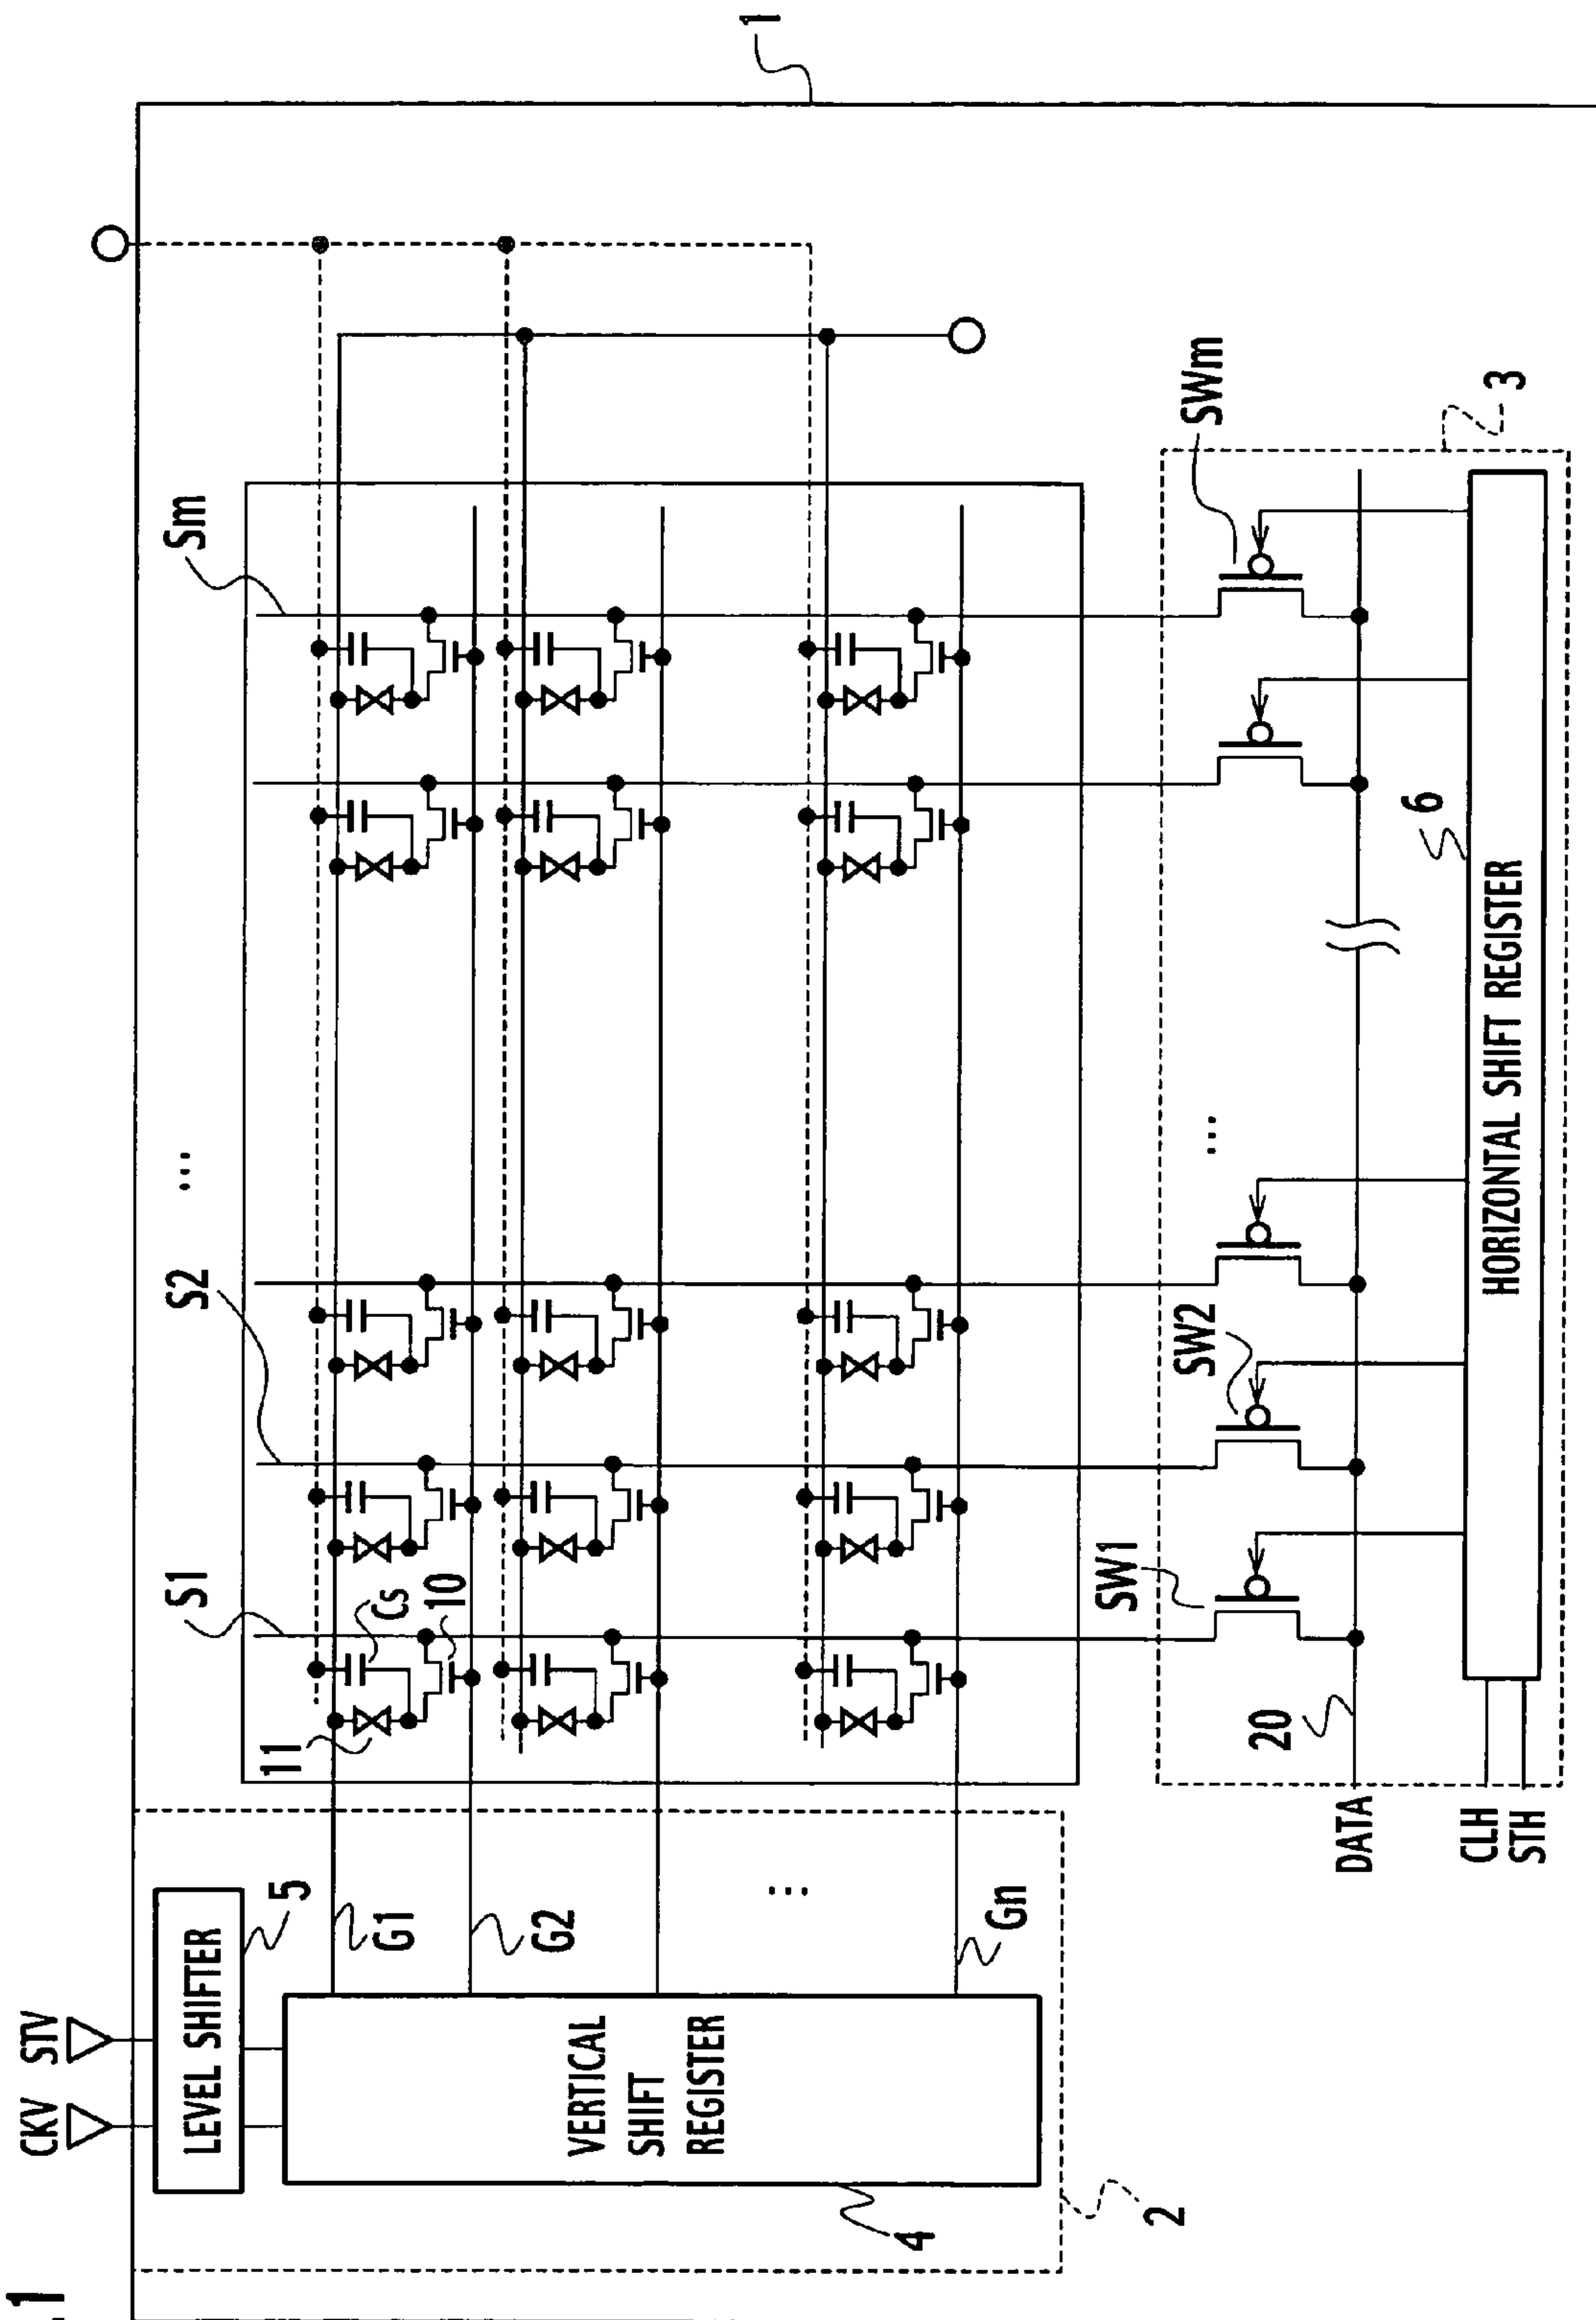 .1
CKV
STV
LEVEL SHIFTER
5
VERTICAL
SHIFT
REGISTER
4
2
G1
G2
...
Gn
S1
S2
...
Sm
11
Cs
10
1
SW1
SW2
...
SWm
3
20
6
DATA
CLH
STH
HORIZONTAL SHIFT REGISTER